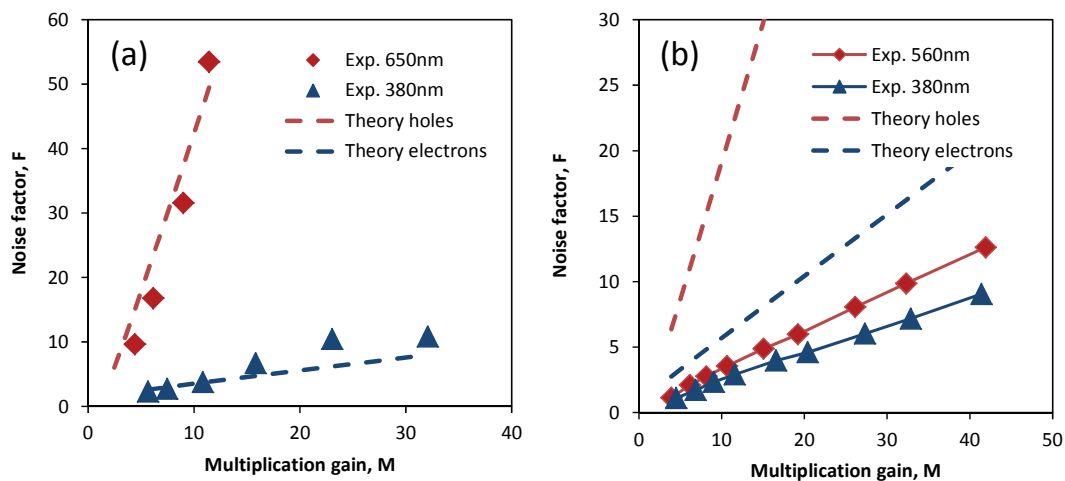 (a)
Exp. 650nm
Exp. 380nm
Theory holes
Theory electrons
60
50
40
30
20
10
0
Noise factor, F
0 10 20 30 40
Multiplication gain, M
(b)
Exp. 560nm
Exp. 380nm
Theory holes
Theory electrons
30
25
20
15
10
5
0
Noise factor, F
0 10 20 30 40 50
Multiplication gain, M